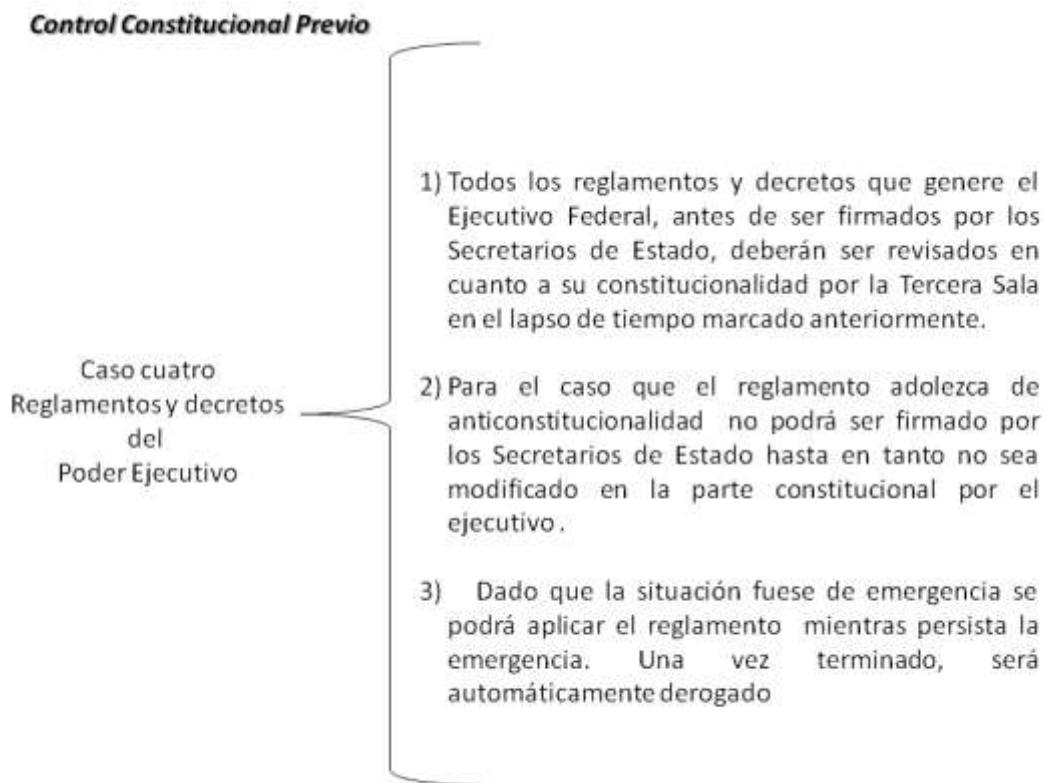 Control Constitucional Previo
Caso cuatro
Reglamentos y decretos
del
Poder Ejecutivo
1) Todos los reglamentos y decretos que genere el
Ejecutivo Federal, antes de ser firmados por los
Secretarios de Estado, deberán ser revisados en
cuanto a su constitucionalidad por la Tercera Sala
en el lapso de tiempo marcado anteriormente.
2) Para el caso que el reglamento adolezca de
anticonstitucionalidad no podrá ser firmado por
los Secretarios de Estado hasta en tanto no sea
modificado en la parte constitucional por el
ejecutivo .
3) Dado que la situación fuese de emergencia se
podrá aplicar el reglamento mientras persista la
emergencia. Una vez terminado, será
automáticamente derogado